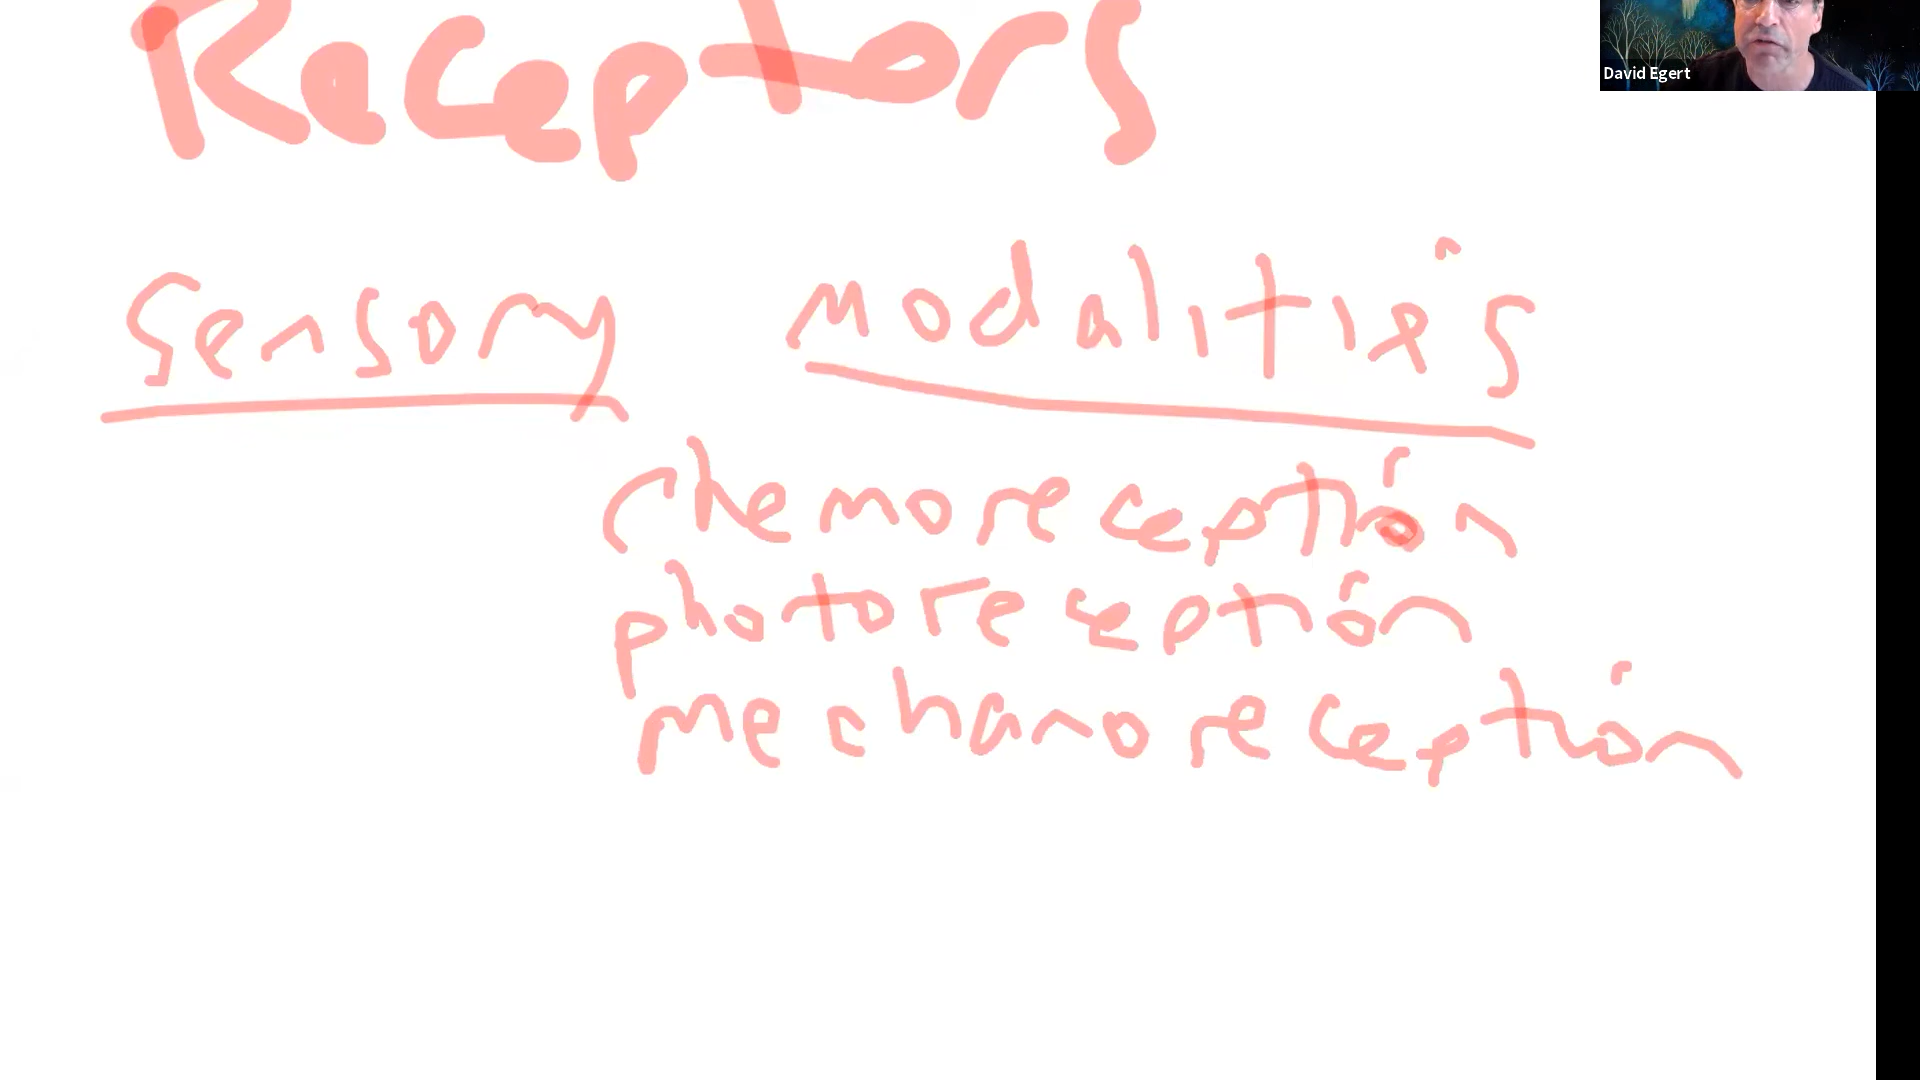 Receptors
David Egert
Sensory modalities
chemoreception
photoreception
mechanoreception